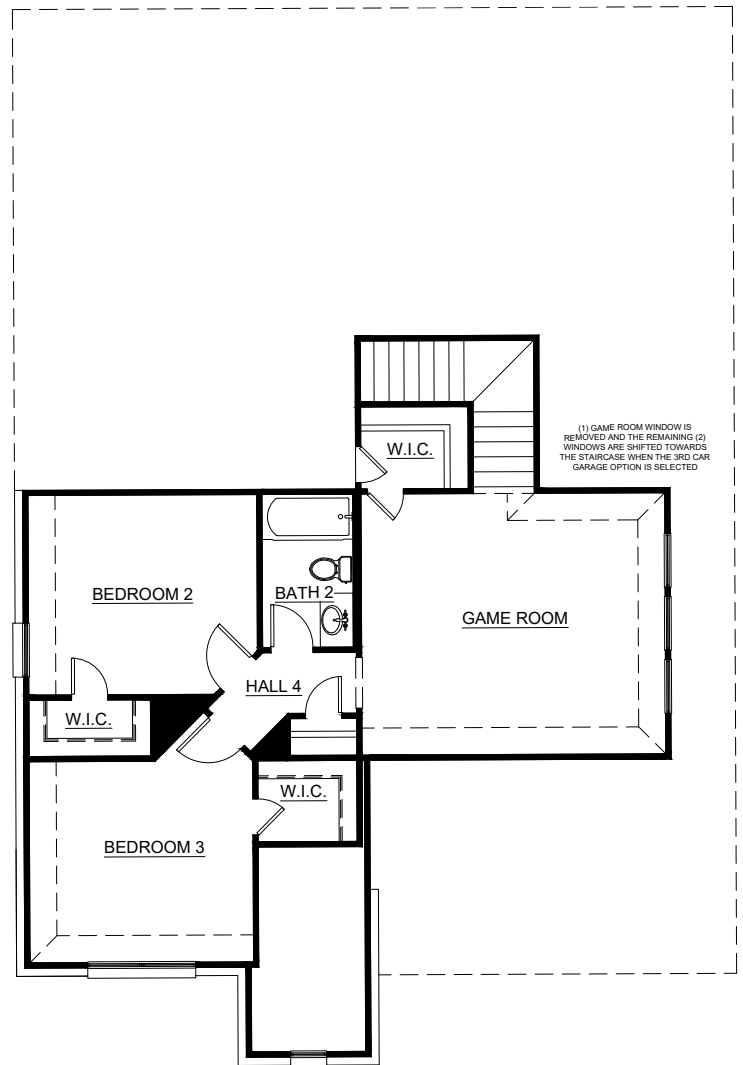 (1) GAME ROOM WINDOW IS
REMOVED AND THE REMAINING (2)
WINDOWS ARE SHIFTED TOWARDS
THE STAIRCASE WHEN THE 3RD CAR
GARAGE OPTION IS SELECTED
W.I.C.
BEDROOM 2
BATH 2
GAME ROOM
HALL 4
W.I.C.
W.I.C.
BEDROOM 3